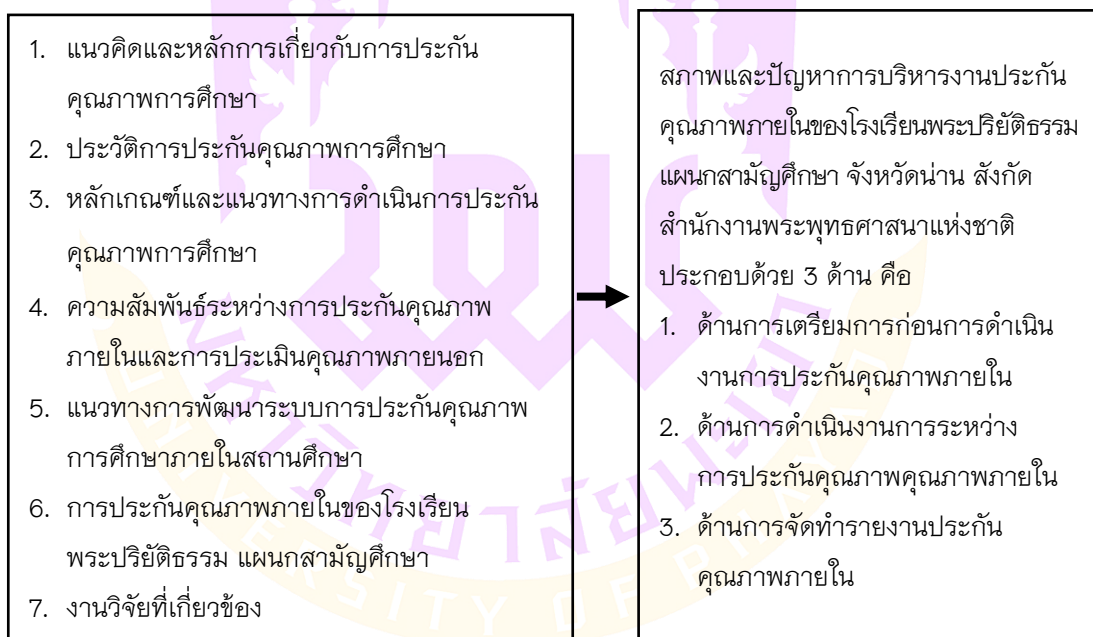 1. แนวคิดและหลักการเกี่ยวกับการประกัน
คุณภาพการศึกษา
2. ประวัติการประกันคุณภาพการศึกษา
3. หลักเกณฑ์และแนวทางการดำเนินการประกัน
คุณภาพการศึกษา
4. ความสัมพันธ์ระหว่างการประกันคุณภาพ
ภายในและการประเมินคุณภาพภายนอก
5. แนวทางการพัฒนาระบบการประกันคุณภาพ
การศึกษาภายในสถานศึกษา
6. การประกันคุณภาพภายในของโรงเรียน
พระปริยัติธรรม แผนกสามัญศึกษา
7. งานวิจัยที่เกี่ยวข้อง
สภาพและปัญหาการบริหารงานประกัน
คุณภาพภายในของโรงเรียนพระปริยัติธรรม
แผนกสามัญศึกษา จังหวัดน่าน สังกัด
สำนักงานพระพุทธศาสนาแห่งชาติ
ประกอบด้วย 3 ด้าน คือ
1. ด้านการเตรียมการก่อนการดำเนิน
งานการประกันคุณภาพภายใน
2. ด้านการดำเนินงานการระหว่าง
การประกันคุณภาพคุณภาพภายใน
3. ด้านการจัดทำรายงานประกัน
คุณภาพภายใน
มหาวิทยาลัยพะเยา
UNIVERSITY OF PHAYAO